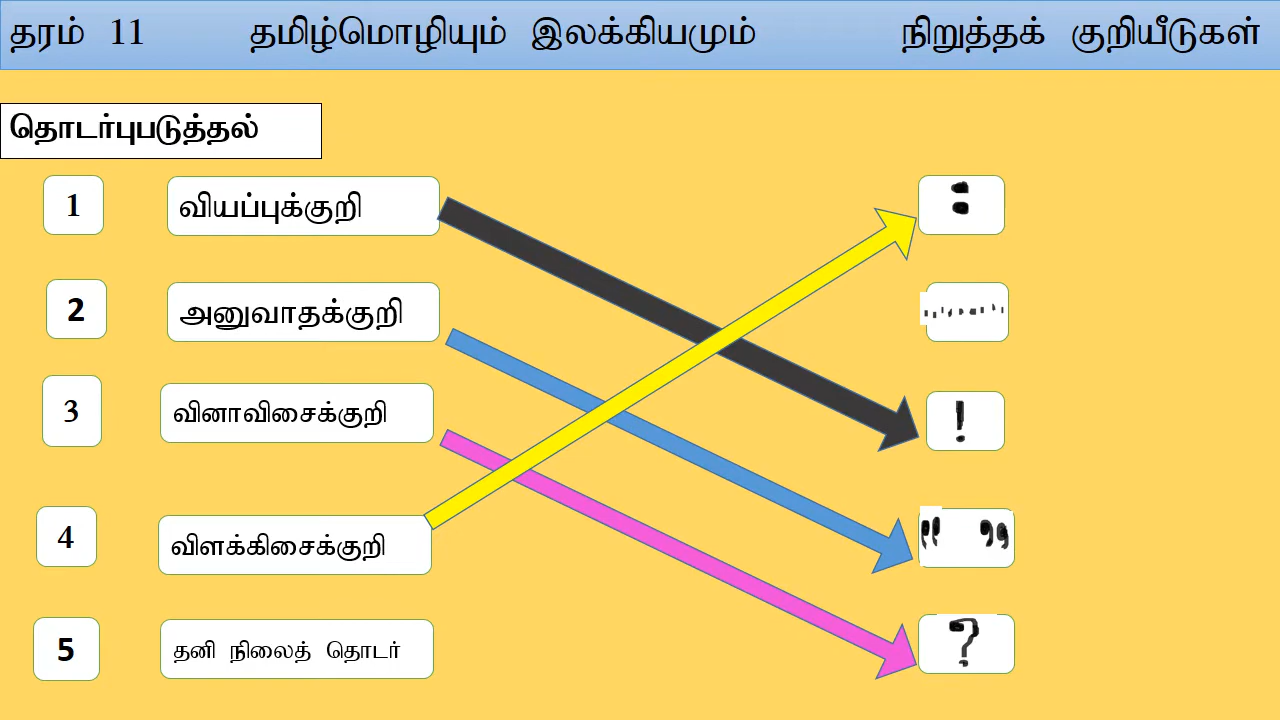 தரம் 11 தமிழ்மொழியும் இலக்கியமும் நிறுத்தக் குறியீடுகள்
தொடர்புபடுத்தல்
1 வியப்புக்குறி :
2 அனுவாதக்குறி ...........
3 வினாவிசைக்குறி !
4 விளக்கிசைக்குறி “ ”
5 தனி நிலைத் தொடர் ?